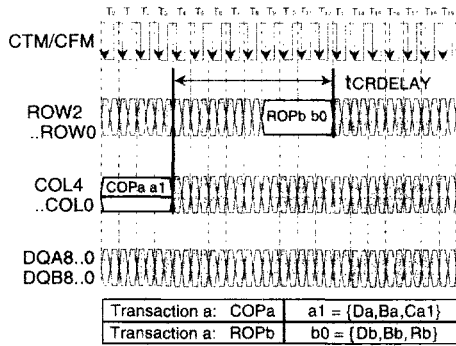 CTM/CFM
tCRDELAY
ROW2
..ROW0
ROPb b0
COL4
..COL0
COPa a1
DQA8..0
DQB8..0
Transaction a: COPa a1 = {Da,Ba,Ca1}
Transaction a: ROPb b0 = {Db,Bb,Rb}